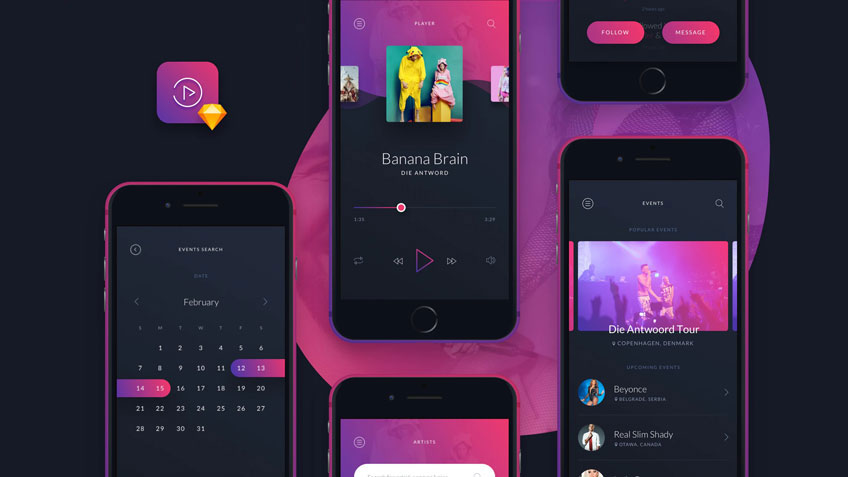 EVENTS SEARCH
DATE
February
S M T W T F S
1 2 3 4 5 6
7 8 9 10 11 12 13
14 15 16 17 18 19 20
21 22 23 24 25 26 27
28 29 30 31
PLAYER
Banana Brain
DIE ANTWORD
1:35 3:29
ARTISTS
FOLLOW MESSAGE
EVENTS
POPULAR EVENTS
Die Antwoord Tour
COPENHAGEN, DENMARK
UPCOMING EVENTS
Beyonce
BELGRADE, SERBIA
Real Slim Shady
OTAWA, CANADA